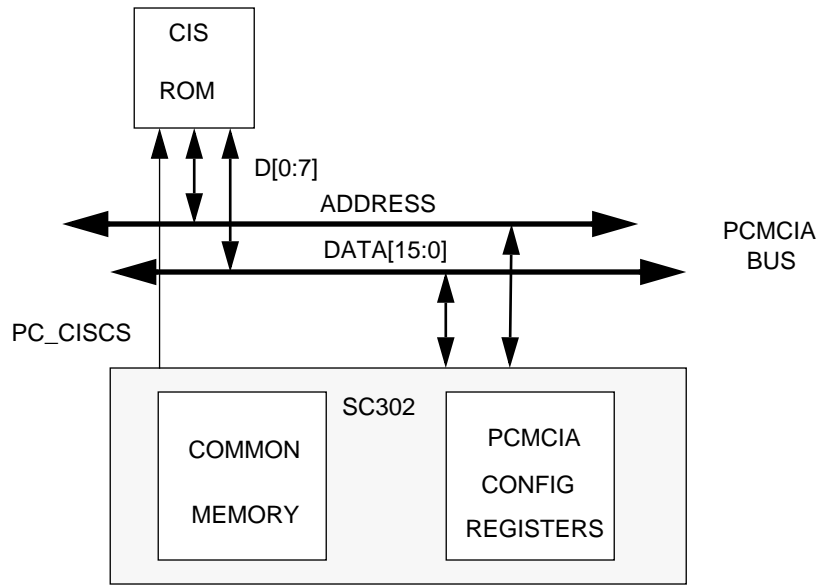 CIS
ROM
D[0:7]
ADDRESS
DATA[15:0]
PCMCIA
BUS
PC_CISCS
SC302
COMMON
MEMORY
PCMCIA
CONFIG
REGISTERS